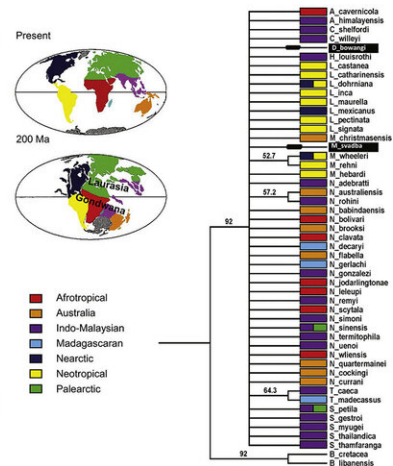 Present
200 Ma
Laurasia
Gondwana
Afrotropical
Australia
Indo-Malaysian
Madagascaran
Nearctic
Neotropical
Palearctic
92
52.7
57.2
64.3
92
A_cavernicola
A_himalayensis
C_shelfordi
C_willeyi
D_bowangi
H_louisrothi
L_castanea
L_catharinensis
L_dohrniana
L_inca
L_maurella
L_mexicanus
L_pectinata
L_signata
M_christmasensis
M_svadba
M_wheeleri
M_rehni
M_hebardi
N_adebratti
N_australiensis
N_rohini
N_babindaensis
N_bolivari
N_brooksi
N_clavata
N_decaryi
N_flabella
N_gerlachi
N_gonzalezi
N_jodarlingtonae
N_leleupi
N_remyi
N_scytala
N_simoni
N_sinensis
N_termitophila
N_uenoi
N_wliensis
N_quartermainei
N_cockingi
N_currani
T_caeca
T_madecassus
S_petila
S_gestroi
S_myugei
S_thailandica
S_thamfaranga
B_cretacea
B_libanensis